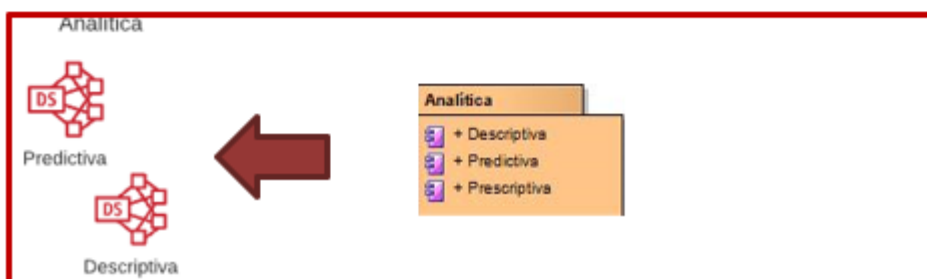 Analítica
DS
Predictiva
DS
Descriptiva
Analítica
+ Descriptiva
+ Predictiva
+ Prescriptiva